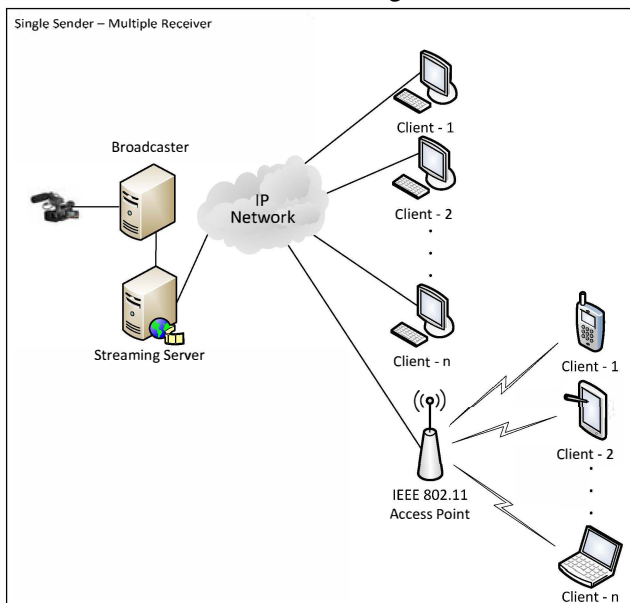 Single Sender – Multiple Receiver
Broadcaster
Streaming Server
IP
Network
Client - 1
Client - 2
.
.
.
Client - n
IEEE 802.11
Access Point
Client - 1
Client - 2
.
.
.
Client - n